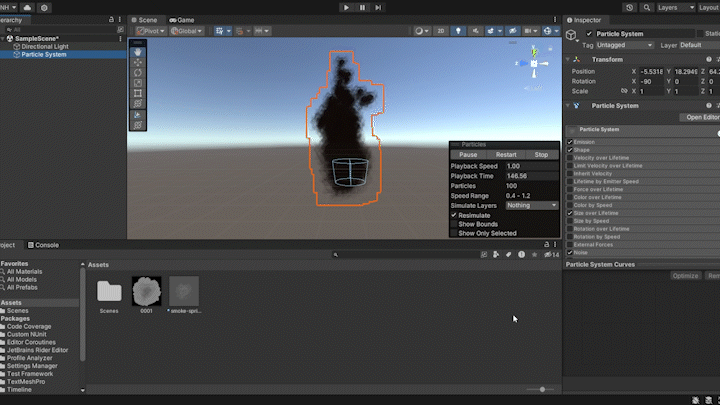 NH
Layers
Layout
erarchy
All
SampleScene*
Directional Light
Particle System
Scene
Game
Pivot
Global
2D
14
Particles
Pause Restart Stop
Playback Speed 1.00
Playback Time 146.56
Particles 100
Speed Range 0.4 - 1.2
Simulate Layers Nothing
Resimulate
Show Bounds
Show Only Selected
Inspector
Particle System
Static
Tag Untagged Layer Default
Transform
Position X -5.5318 Y 18.2949 Z 64.
Rotation X -90 Y 0 Z 0
Scale X 1 Y 1 Z 1
Particle System
Open Editor
Particle System
Emission
Shape
Velocity over Lifetime
Limit Velocity over Lifetime
Inherit Velocity
Lifetime by Emitter Speed
Force over Lifetime
Color over Lifetime
Color by Speed
Size over Lifetime
Size by Speed
Rotation over Lifetime
Rotation by Speed
External Forces
Noise
Particle System Curves
Optimize Rem
roject
Console
Favorites
All Materials
All Models
All Prefabs
Assets
Scenes
Packages
Code Coverage
Custom NUnit
Editor Coroutines
JetBrains Rider Editor
Profile Analyzer
Settings Manager
Test Framework
TextMeshPro
Timeline
Assets
Scenes
0001
smoke-spri...